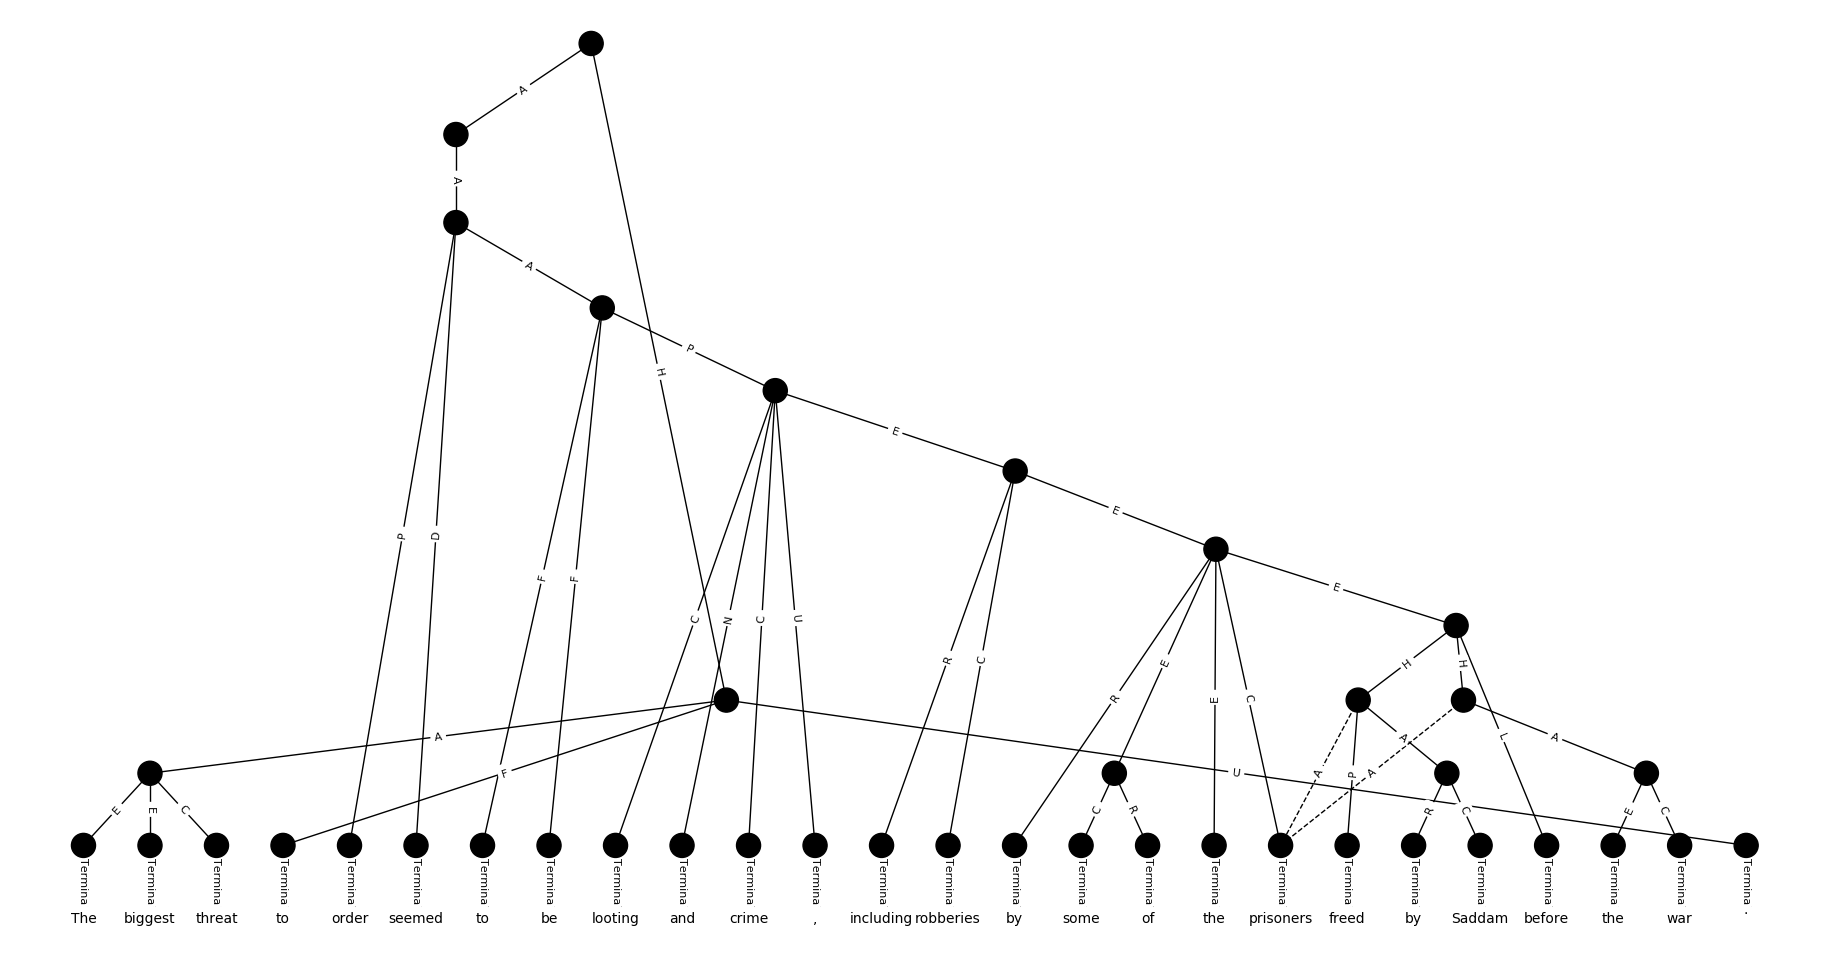 A
A
A
P
H
E
E
P
D
F
F
E
C
N
C
U
R
C
R
E
E
C
H
H
A
F
U
A
P
A
A
L
A
E
E
C
C
R
R
C
E
C
Termina Termina Termina Termina Termina Termina Termina Termina Termina Termina Termina Termina Termina Termina Termina Termina Termina Termina Termina Termina Termina Termina Termina Termina Termina Termina
The biggest threat to order seemed to be looting and crime , including robberies by some of the prisoners freed by Saddam before the war .